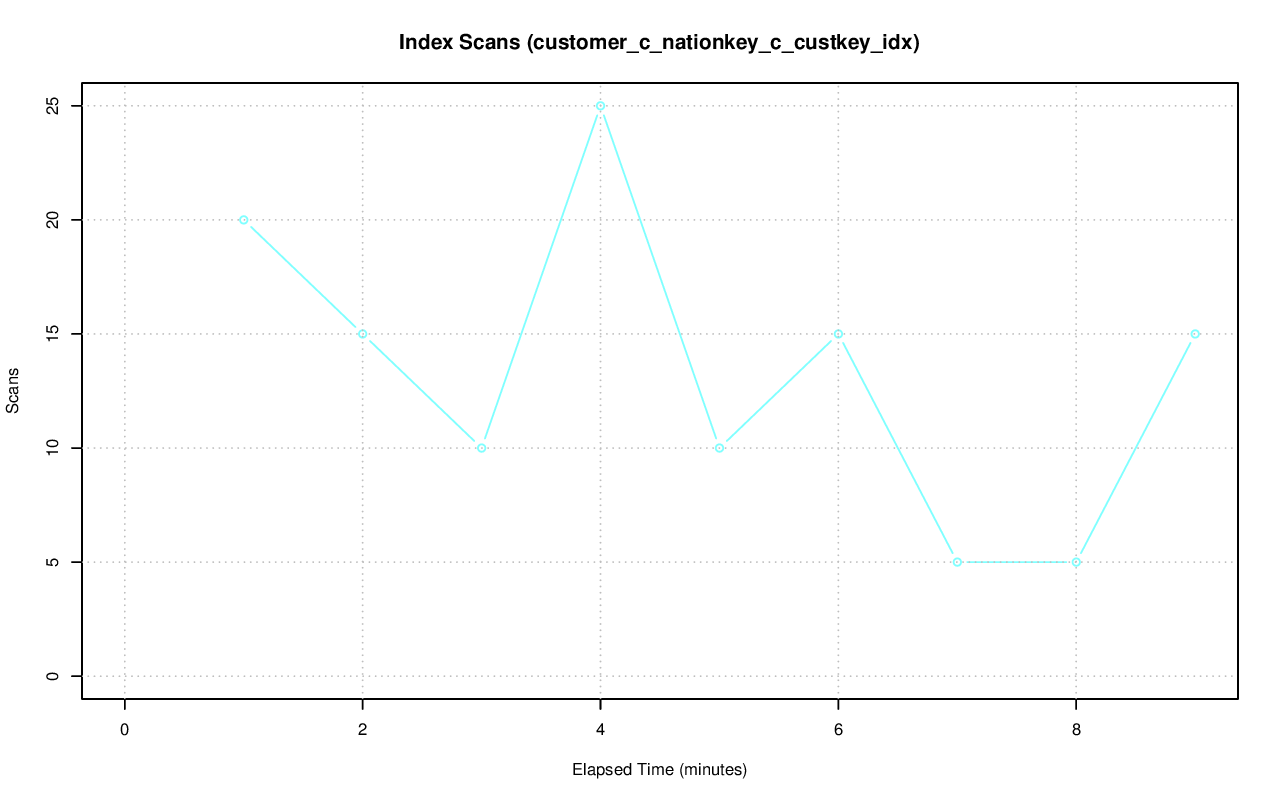 Index Scans (customer_c_nationkey_c_custkey_idx)
25
20
15
10
5
0
Scans
0 2 4 6 8
Elapsed Time (minutes)